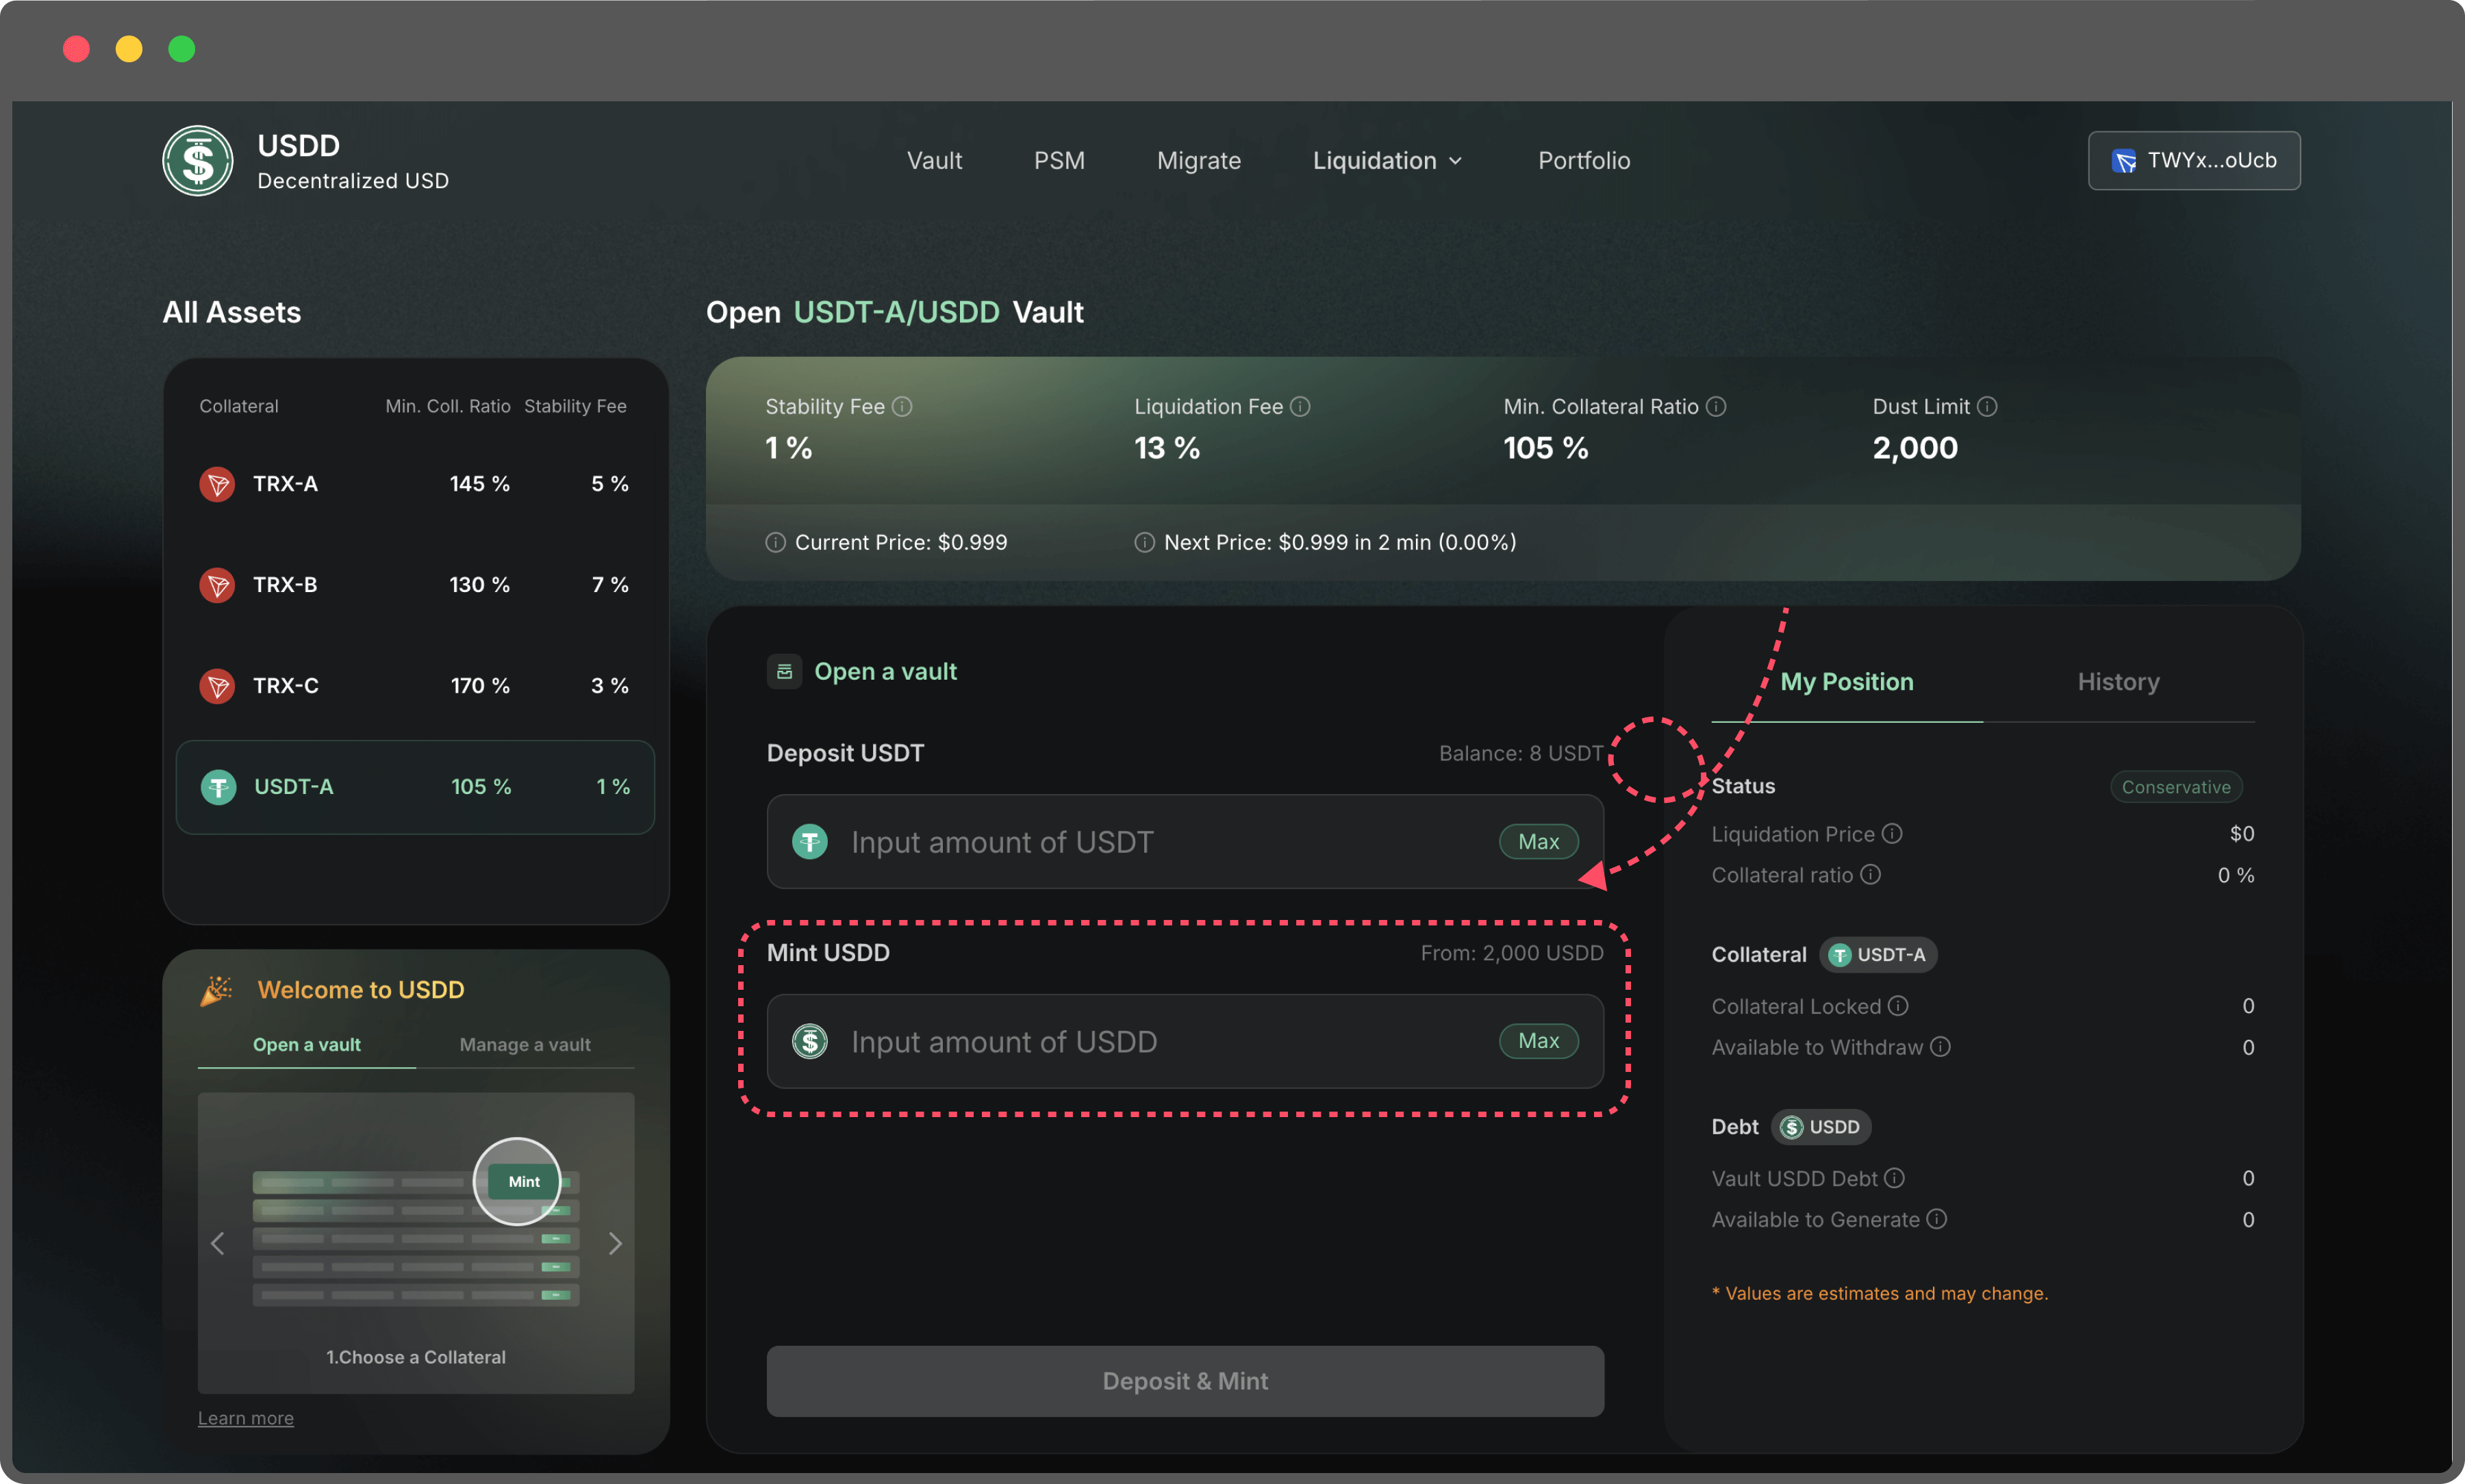 USDD
Decentralized USD
Vault
PSM
Migrate
Liquidation
Portfolio
TWYx...oUcb
All Assets
Collateral Min. Coll. Ratio Stability Fee
TRX-A 145 % 5 %
TRX-B 130 % 7 %
TRX-C 170 % 3 %
USDT-A 105 % 1 %
Welcome to USDD
Open a vault Manage a vault
Mint
1.Choose a Collateral
Learn more
Open USDT-A/USDD Vault
Stability Fee Liquidation Fee Min. Collateral Ratio Dust Limit
1 % 13 % 105 % 2,000
Current Price: $0.999 Next Price: $0.999 in 2 min (0.00%)
Open a vault
Deposit USDT Balance: 8 USDT
Input amount of USDT Max
Mint USDD From: 2,000 USDD
Input amount of USDD Max
Deposit & Mint
My Position History
Status Conservative
Liquidation Price $0
Collateral ratio 0 %
Collateral USDT-A
Collateral Locked 0
Available to Withdraw 0
Debt USDD
Vault USDD Debt 0
Available to Generate 0
* Values are estimates and may change.